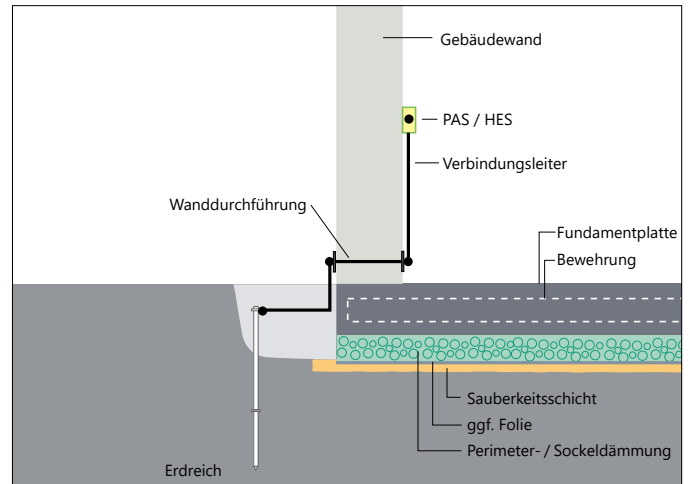 Gebäudewand
PAS / HES
Verbindungsleiter
Wanddurchführung
Fundamentplatte
Bewehrung
Sauberkeitsschicht
ggf. Folie
Perimeter- / Sockeldämmung
Erdreich